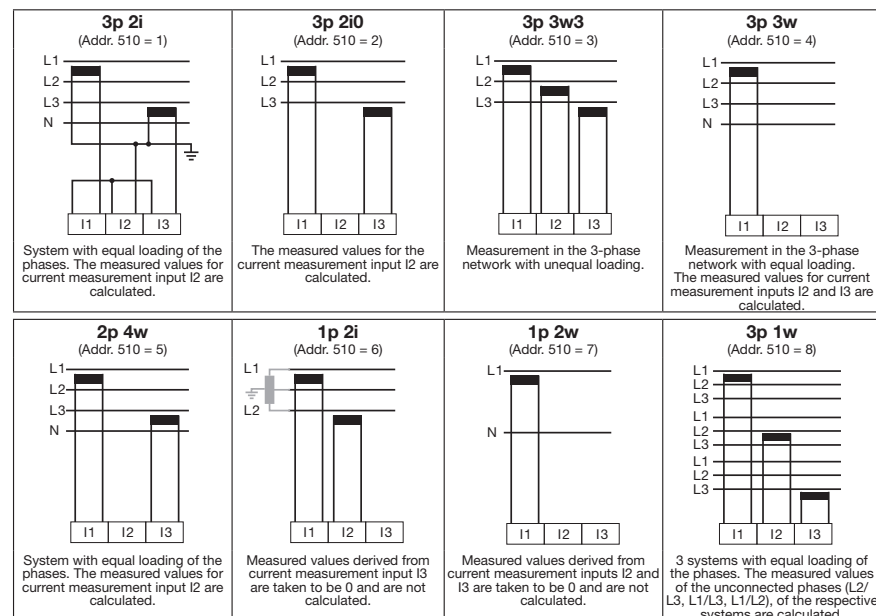 3p 2i
(Addr. 510 = 1)
L1
L2
L3
N
I1 I2 I3
System with equal loading of the
phases. The measured values for
current measurement input I2 are
calculated.
3p 2i0
(Addr. 510 = 2)
L1
L2
L3
I1 I2 I3
The measured values for the
current measurement input I2 are
calculated.
3p 3w3
(Addr. 510 = 3)
L1
L2
L3
I1 I2 I3
Measurement in the 3-phase
network with unequal loading.
3p 3w
(Addr. 510 = 4)
L1
L2
L3
N
I1 I2 I3
Measurement in the 3-phase
network with equal loading.
The measured values for current
measurement inputs I2 and I3 are
calculated.
2p 4w
(Addr. 510 = 5)
L1
L2
L3
N
I1 I2 I3
System with equal loading of the
phases. The measured values for
current measurement input I2 are
calculated.
1p 2i
(Addr. 510 = 6)
L1
L2
I1 I2 I3
Measured values derived from
current measurement input I3
are taken to be 0 and are not
calculated.
1p 2w
(Addr. 510 = 7)
L1
N
I1 I2 I3
Measured values derived from
current measurement inputs I2 and
I3 are taken to be 0 and are not
calculated.
3p 1w
(Addr. 510 = 8)
L1
L2
L3
L1
L2
L3
L1
L2
L3
I1 I2 I3
3 systems with equal loading of
the phases. The measured values
of the unconnected phases (L2/
L3, L1/L3, L1/L2), of the respective
systems are calculated.